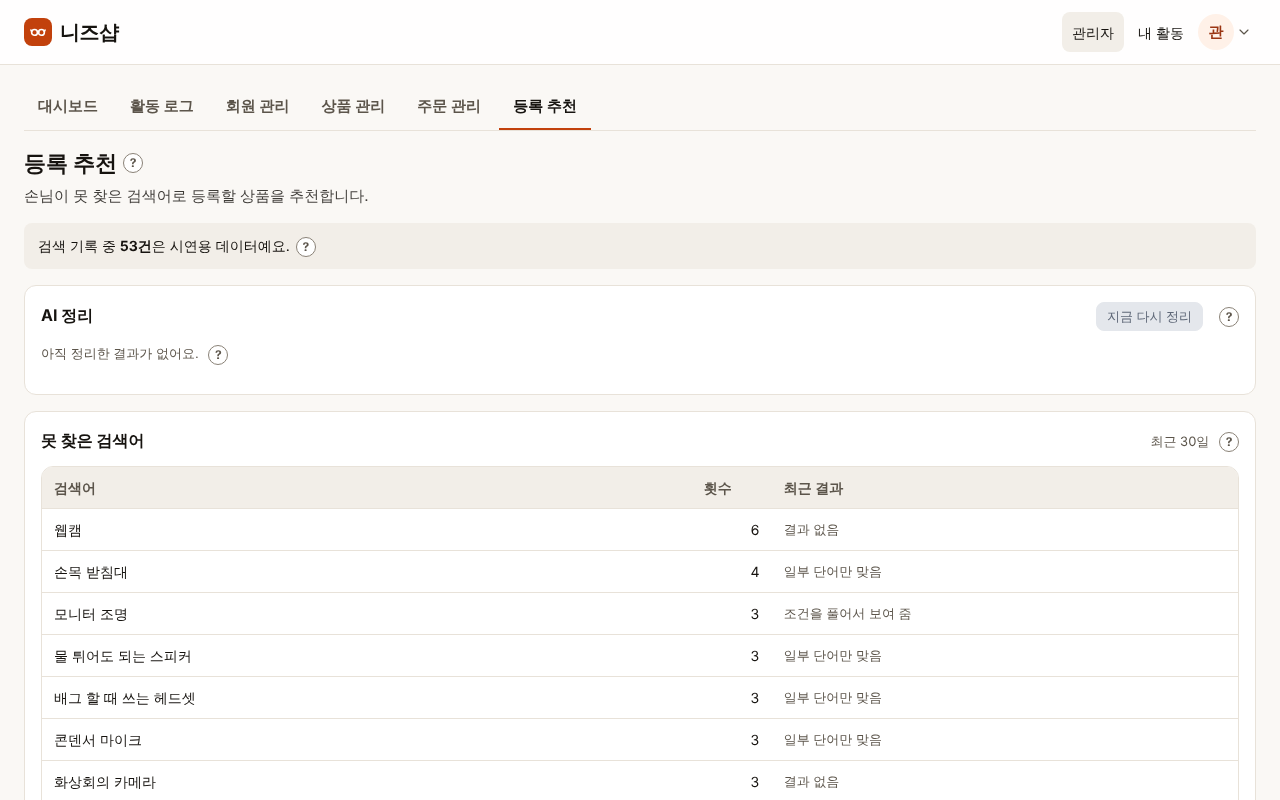 니즈샵
관리자
내 활동
관
대시보드
활동 로그
회원 관리
상품 관리
주문 관리
등록 추천
등록 추천 ?
손님이 못 찾은 검색어로 등록할 상품을 추천합니다.
검색 기록 중 53건은 시연용 데이터예요. ?
AI 정리
지금 다시 정리 ?
아직 정리한 결과가 없어요. ?
못 찾은 검색어
최근 30일 ?
검색어 횟수 최근 결과
웹캠 6 결과 없음
손목 받침대 4 일부 단어만 맞음
모니터 조명 3 조건을 풀어서 보여 줌
물 튀어도 되는 스피커 3 일부 단어만 맞음
배그 할 때 쓰는 헤드셋 3 일부 단어만 맞음
콘덴서 마이크 3 일부 단어만 맞음
화상회의 카메라 3 결과 없음